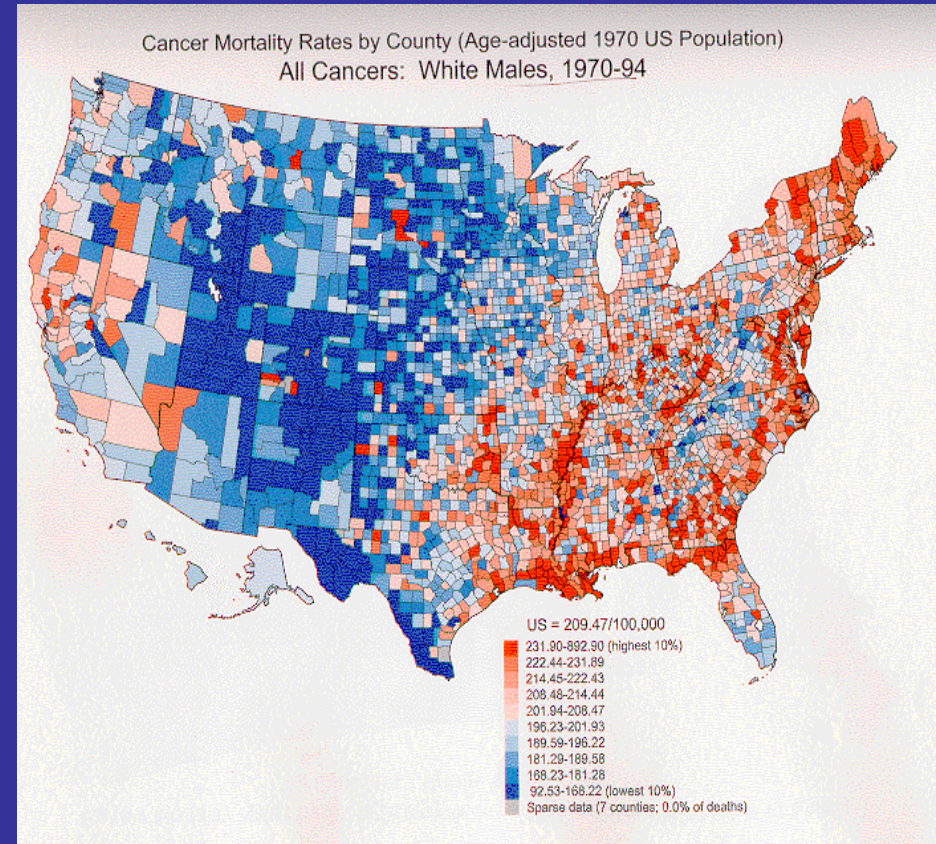 Cancer Mortality Rates by County (Age-adjusted 1970 US Population)
All Cancers: White Males, 1970-94
US = 209.47/100,000
231.90-892.90 (highest 10%)
222.44-231.89
214.45-222.43
208.48-214.44
201.94-208.47
196.23-201.93
189.59-196.22
181.29-189.58
168.23-181.28
92.53-168.22 (lowest 10%)
Sparse data (7 counties; 0.0% of deaths)